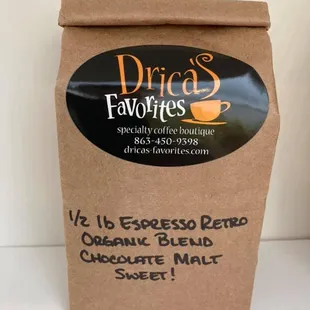 Drica's
Favorites
specialty coffee boutique
863-450-9398
dricas-favorites.com
1/2 lb Espresso Retro
Organic Blend
Chocolate Malt
Sweet!